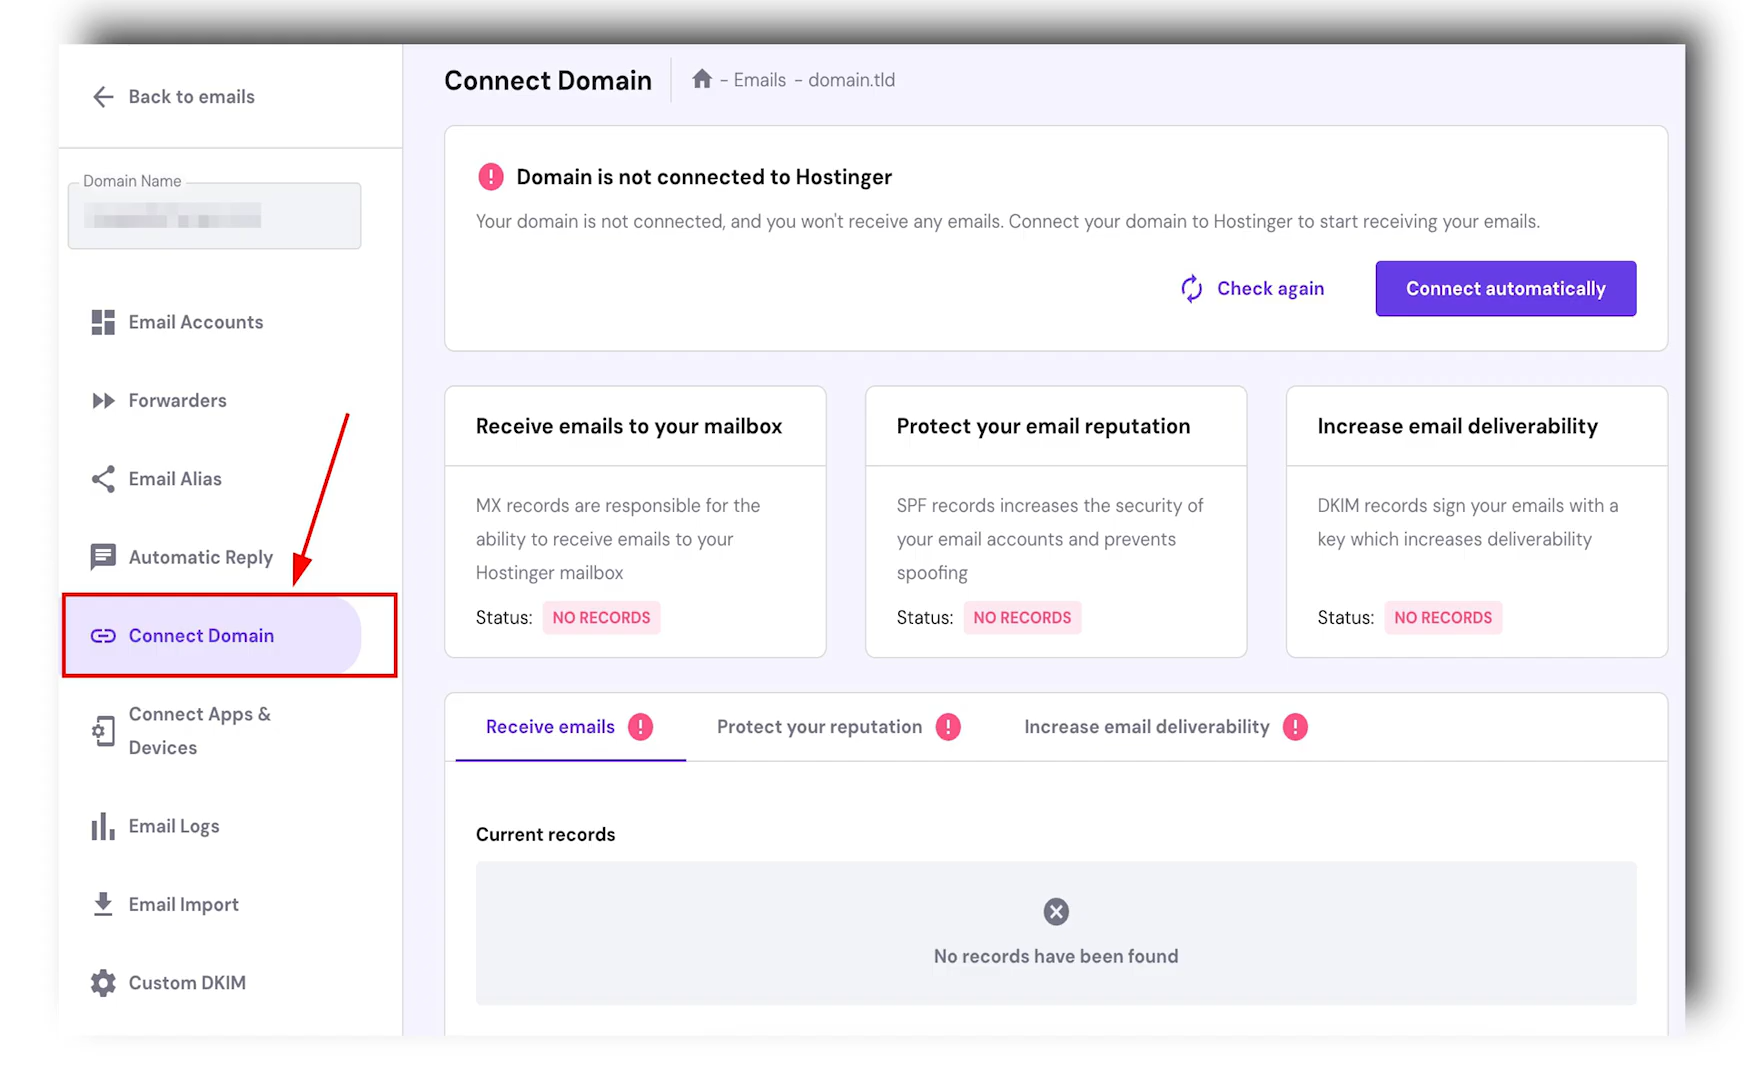 Back to emails
Domain Name
Email Accounts
Forwarders
Email Alias
Automatic Reply
Connect Domain
Connect Apps &
Devices
Email Logs
Email Import
Custom DKIM
Connect Domain
– Emails – domain.tld
Domain is not connected to Hostinger
Your domain is not connected, and you won't receive any emails. Connect your domain to Hostinger to start receiving your emails.
Check again
Connect automatically
Receive emails to your mailbox
MX records are responsible for the
ability to receive emails to your
Hostinger mailbox
Status: NO RECORDS
Protect your email reputation
SPF records increases the security of
your email accounts and prevents
spoofing
Status: NO RECORDS
Increase email deliverability
DKIM records sign your emails with a
key which increases deliverability
Status: NO RECORDS
Receive emails
Protect your reputation
Increase email deliverability
Current records
No records have been found